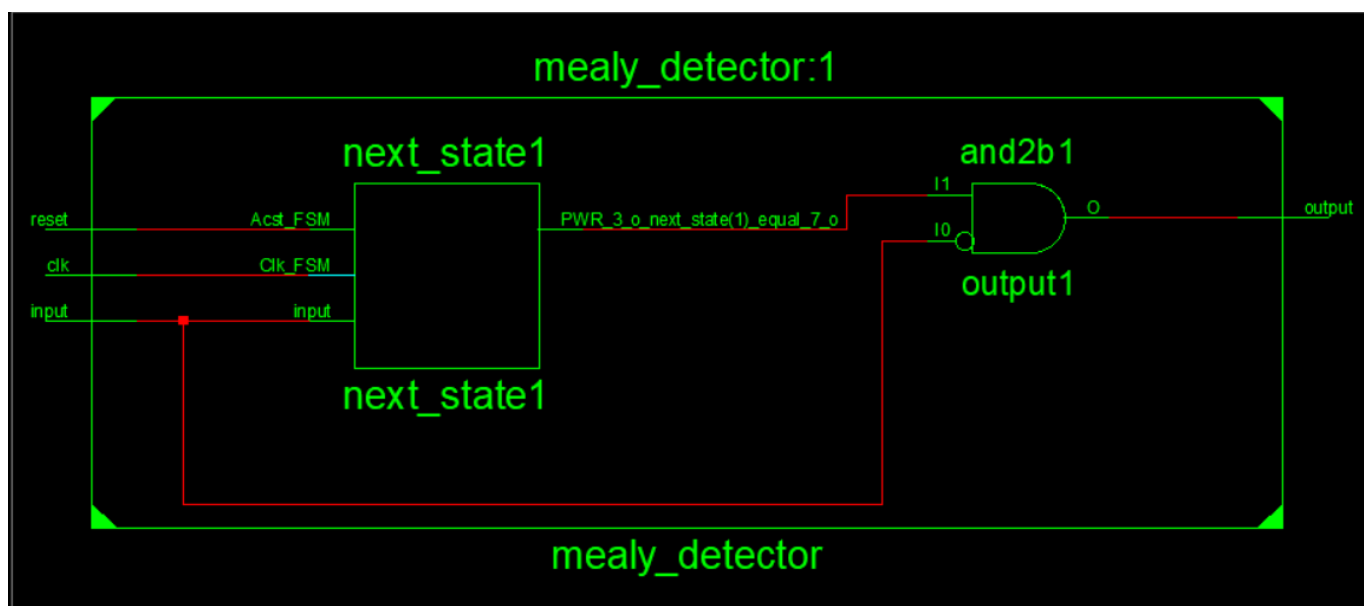 mealy_detector:1
next_state1
and2b1
reset
Acst_FSM
PWR_3_o_next_state(1)_equal_7_o
I1
O
output
clk
Clk_FSM
I0
output1
input
input
next_state1
mealy_detector